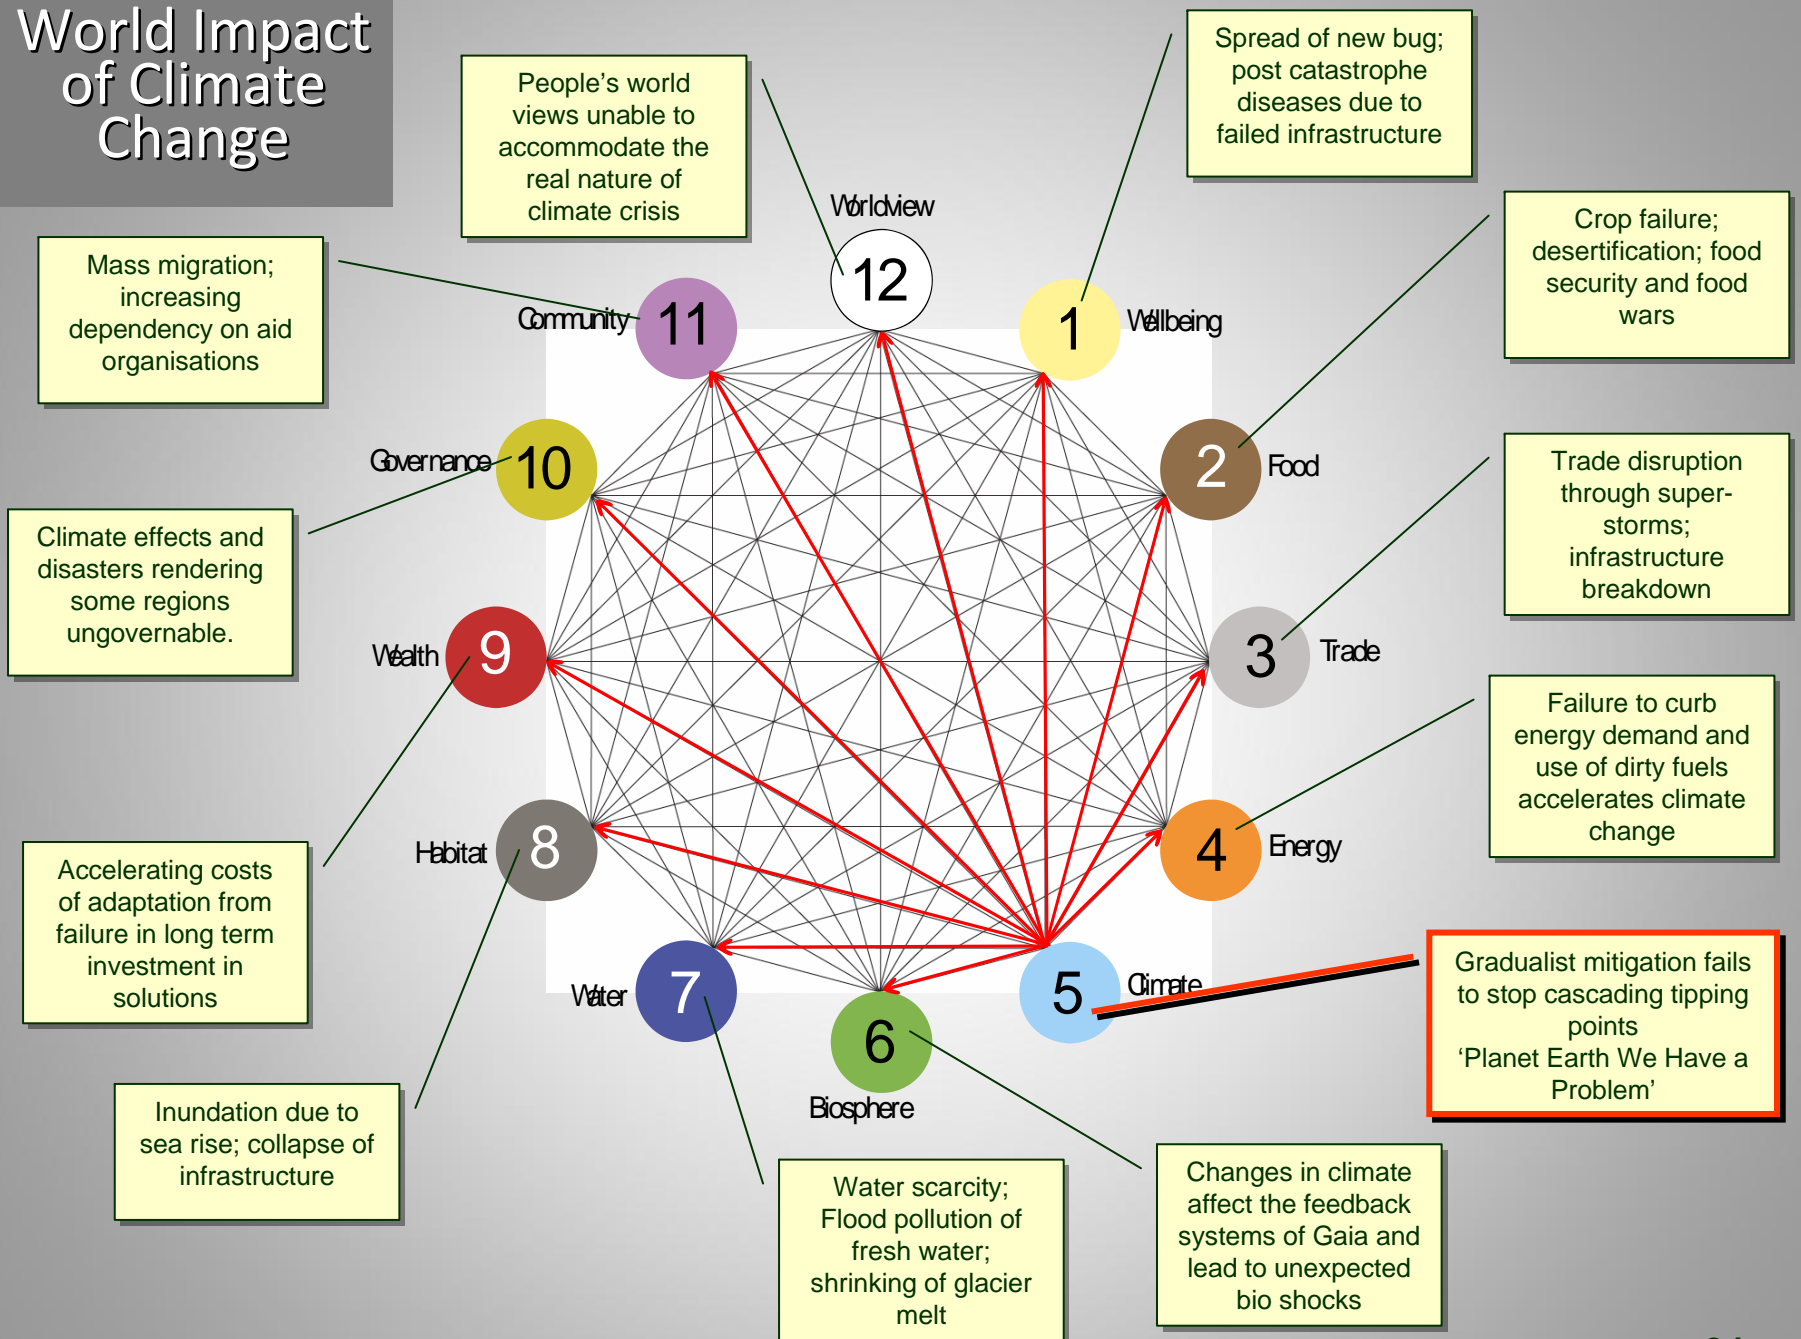 World Impact
of Climate
Change
People's world
views unable to
accommodate the
real nature of
climate crisis
Spread of new bug;
post catastrophe
diseases due to
failed infrastructure
Crop failure;
desertification; food
security and food
wars
Mass migration;
increasing
dependency on aid
organisations
Worldview
12
Community
11
1
Wellbeing
Governance
10
2
Food
Trade disruption
through super-
storms;
infrastructure
breakdown
Climate effects and
disasters rendering
some regions
ungovernable.
Wealth
9
3
Trade
Failure to curb
energy demand and
use of dirty fuels
accelerates climate
change
Habitat
8
4
Energy
Accelerating costs
of adaptation from
failure in long term
investment in
solutions
Water
7
5
Climate
6
Biosphere
Gradualist mitigation fails
to stop cascading tipping
points
‘Planet Earth We Have a
Problem’
Inundation due to
sea rise; collapse of
infrastructure
Water scarcity;
Flood pollution of
fresh water;
shrinking of glacier
melt
Changes in climate
affect the feedback
systems of Gaia and
lead to unexpected
bio shocks